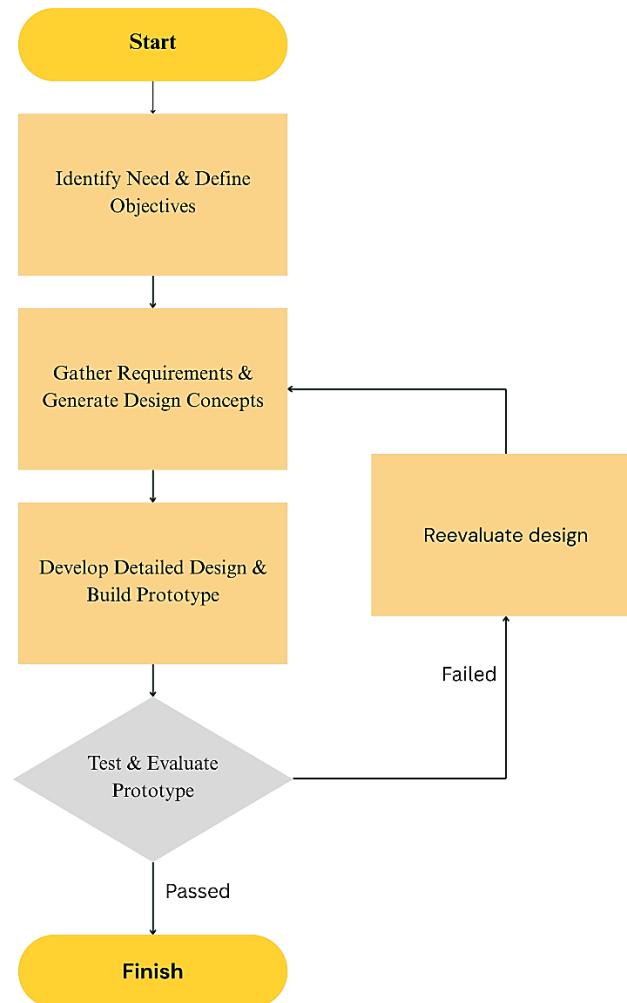 Start
Identify Need & Define
Objectives
Gather Requirements &
Generate Design Concepts
Reevaluate design
Develop Detailed Design &
Build Prototype
Failed
Test & Evaluate
Prototype
Passed
Finish